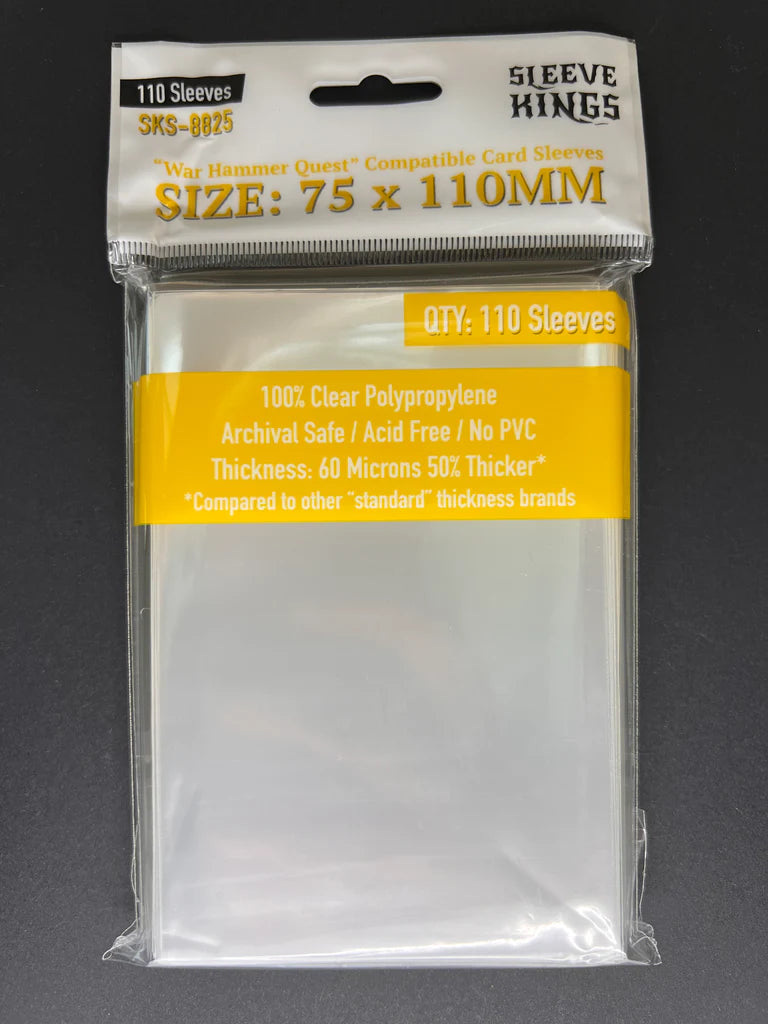 110 Sleeves
SKS-8825
SLEEVE
KINGS
"War Hammer Quest" Compatible Card Sleeves
SIZE: 75 x 110MM
QTY: 110 Sleeves
100% Clear Polypropylene
Archival Safe / Acid Free / No PVC
Thickness: 60 Microns 50% Thicker*
*Compared to other "standard" thickness brands